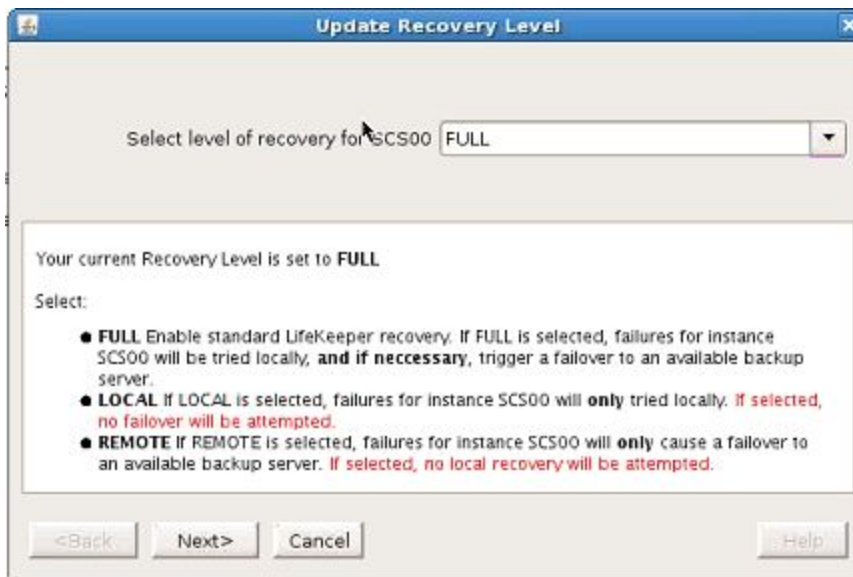 Update Recovery Level
Select level of recovery for SCS00 FULL
Your current Recovery Level is set to FULL
Select:
FULL Enable standard LifeKeeper recovery. If FULL is selected, failures for instance
SCS00 will be tried locally, and if neccessary, trigger a failover to an available backup
server.
LOCAL If LOCAL is selected, failures for instance SCS00 will only tried locally. If selected,
no failover will be attempted.
REMOTE If REMOTE is selected, failures for instance SCS00 will only cause a failover to
an available backup server. If selected, no local recovery will be attempted.
<Back Next> Cancel Help